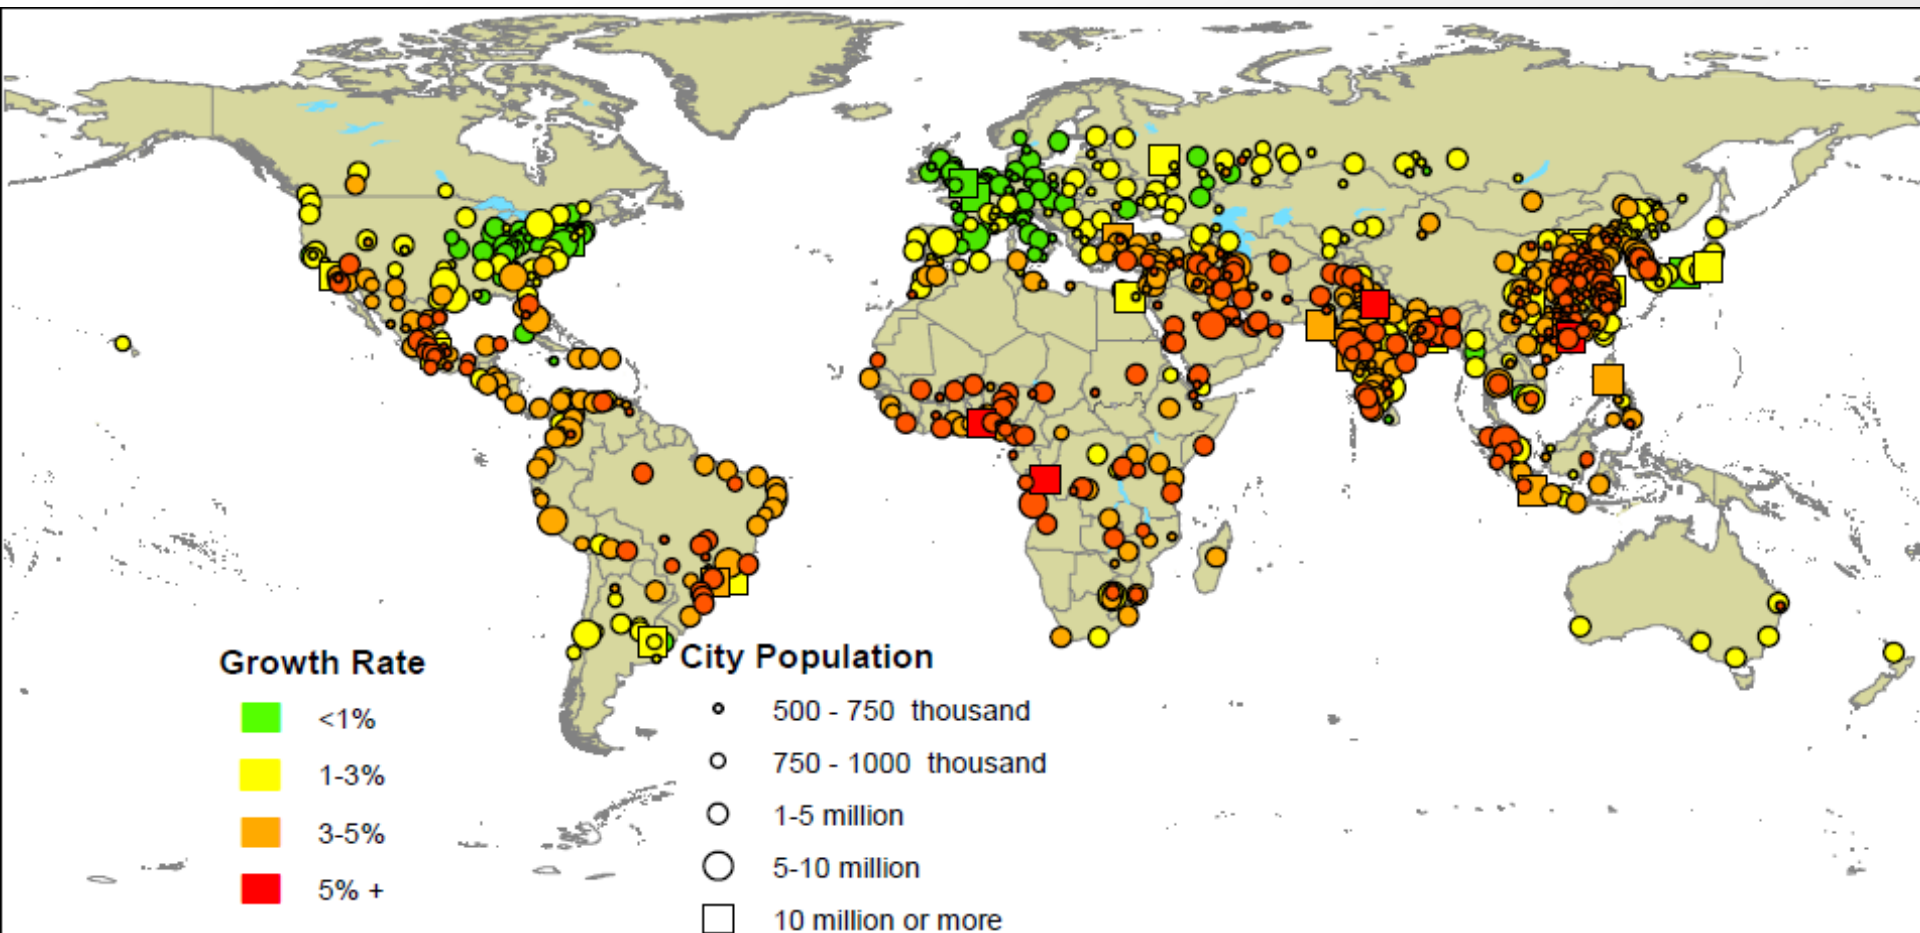 Growth Rate
<1%
1-3%
3-5%
5% +
City Population
500 - 750 thousand
750 - 1000 thousand
1-5 million
5-10 million
10 million or more